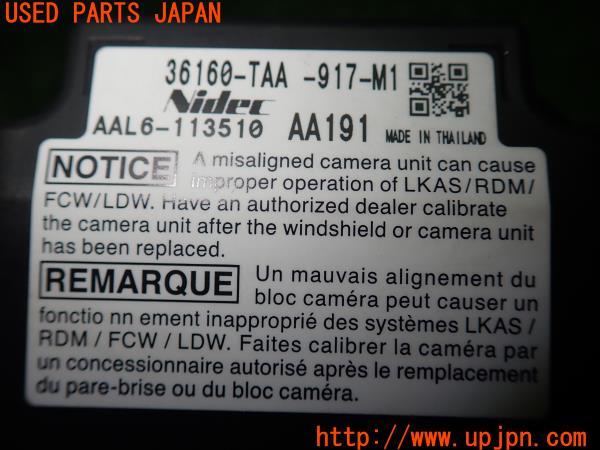 USED PARTS JAPAN
36160-TAA -917-M1
Nidec
AAL6-113510 AA191 MADE IN THAILAND
NOTICE A misaligned camera unit can cause
improper operation of LKAS/RDM/
FCW/LDW. Have an authorized dealer calibrate
the camera unit after the windshield or camera unit
has been replaced.
REMARQUE Un mauvais alignement du
bloc caméra peut causer un
fonctio nn ement inapproprié des systèmes LKAS /
RDM / FCW / LDW. Faites calibrer la caméra par
un concessionnaire autorisé après le remplacement
du pare-brise ou du bloc caméra.
http://www.upjpn.com/